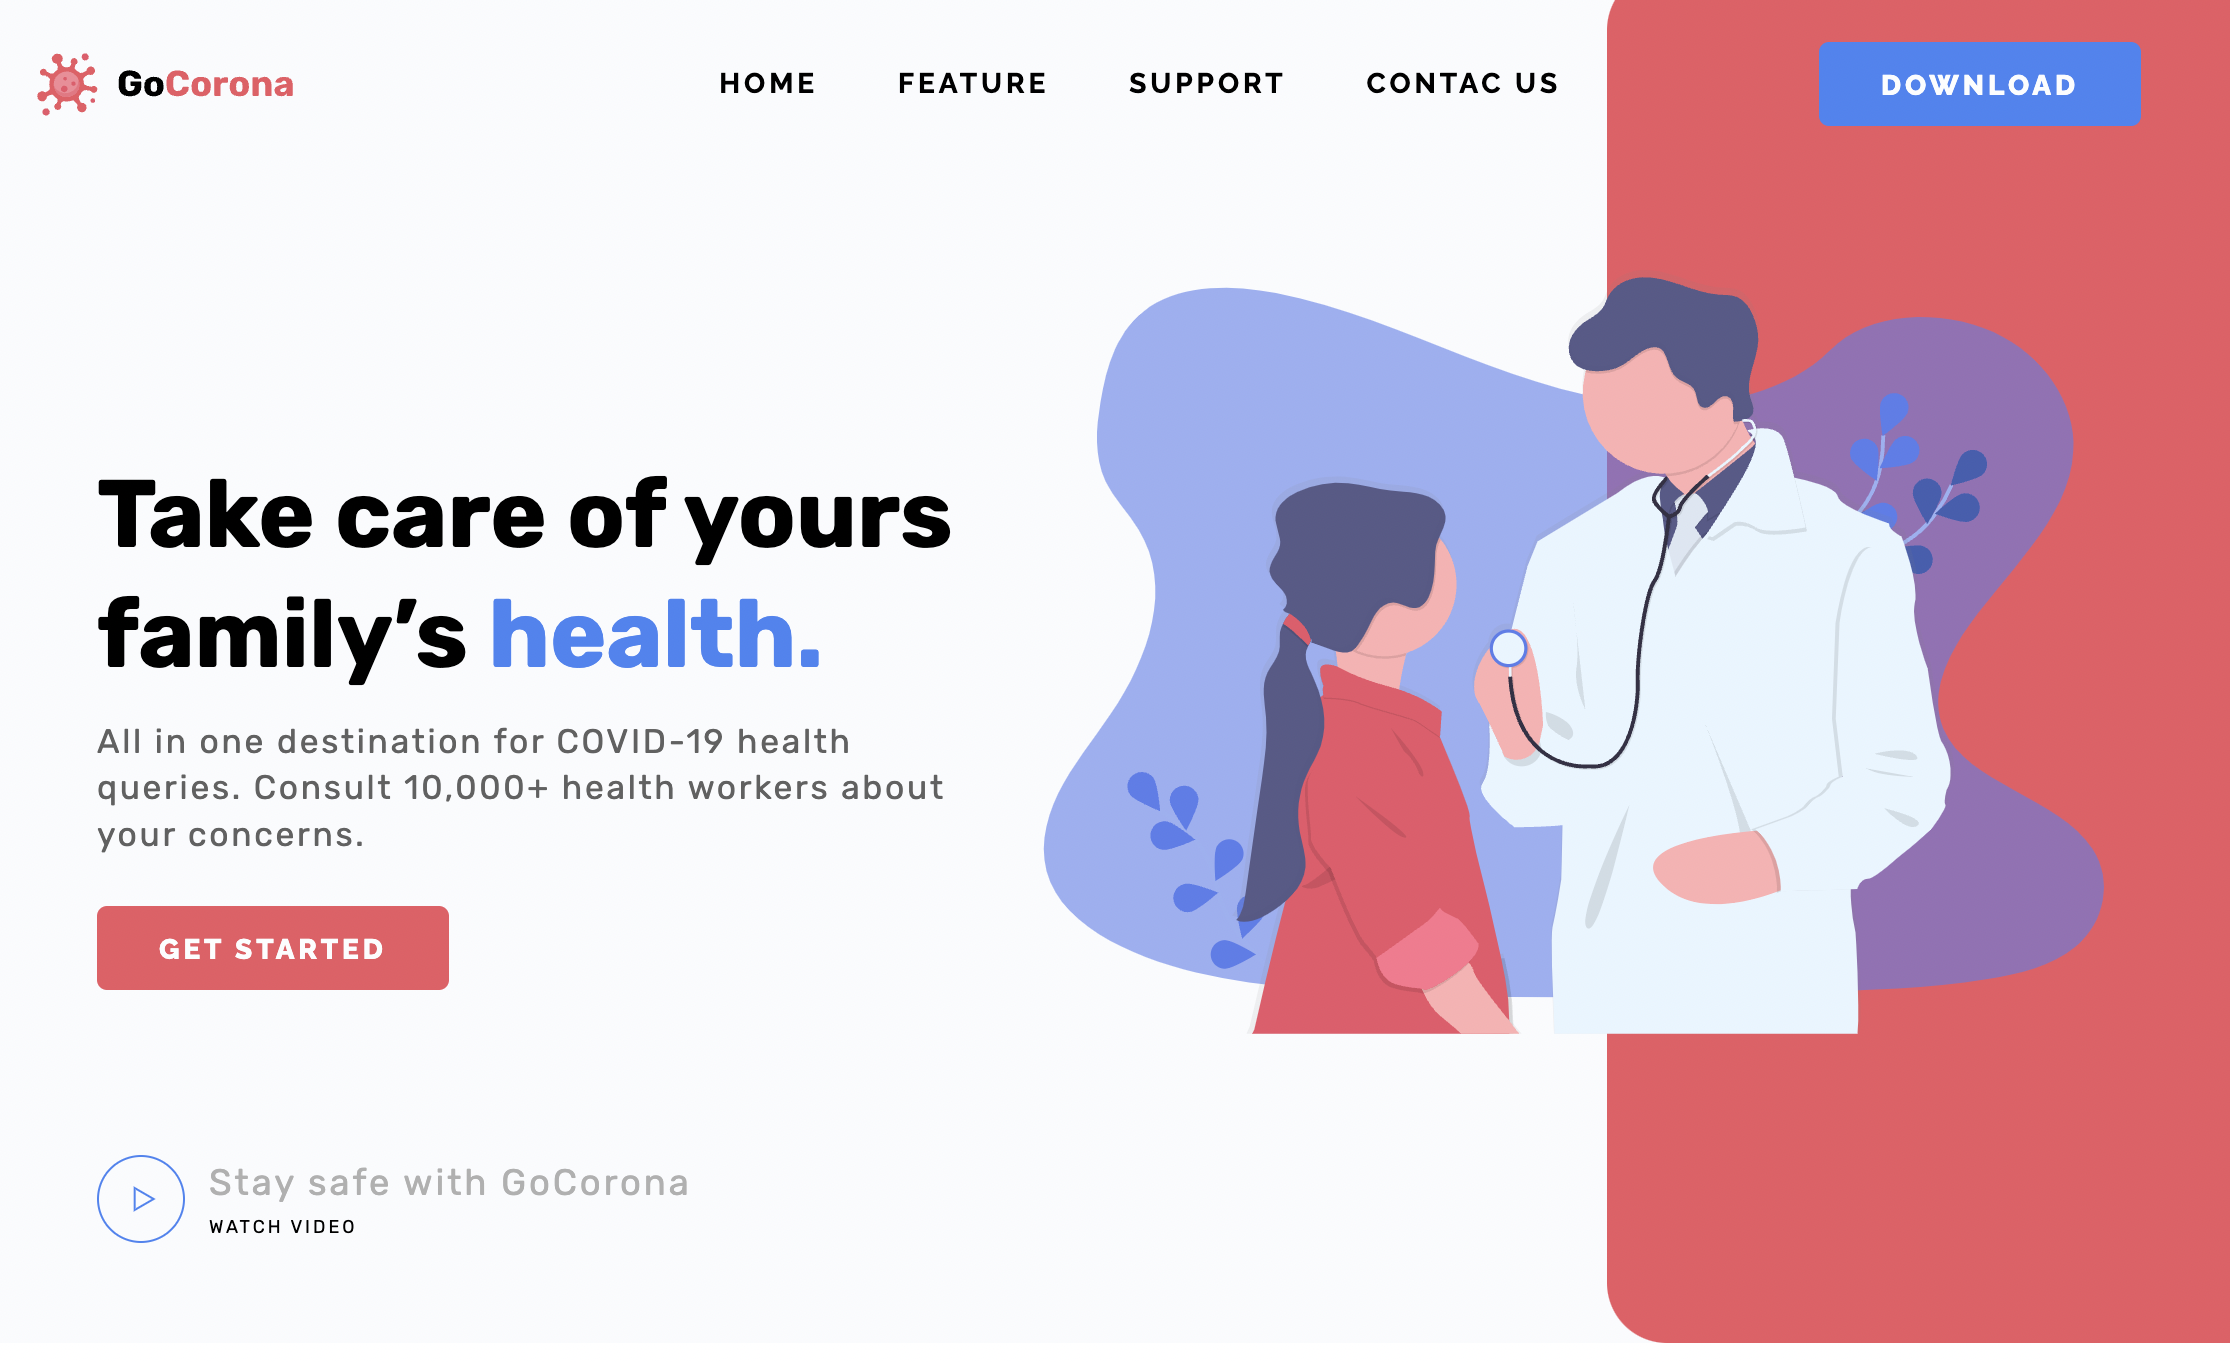 GoCorona
HOME
FEATURE
SUPPORT
CONTAC US
DOWNLOAD
Take care of yours
family’s health.
All in one destination for COVID-19 health
queries. Consult 10,000+ health workers about
your concerns.
GET STARTED
Stay safe with GoCorona
WATCH VIDEO